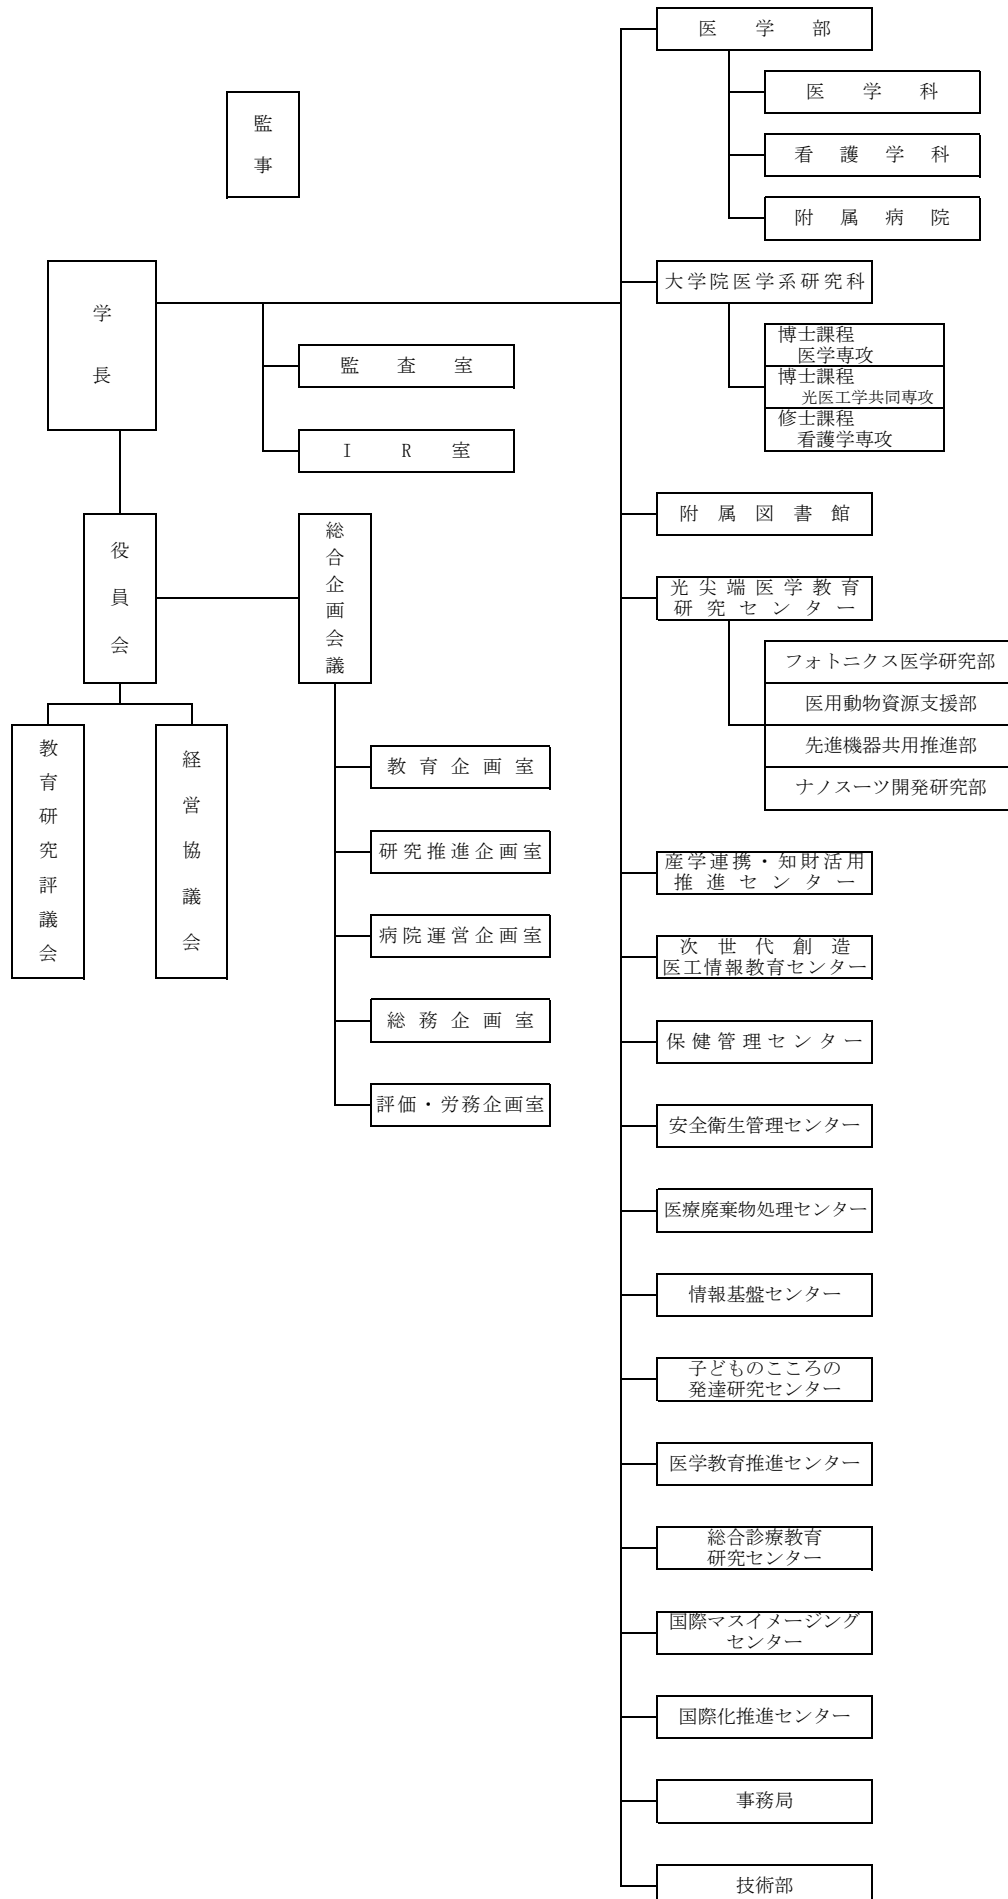 監事
学長
監査室
IR室
役員会
総合企画会議
教育研究評議会
経営協議会
教育企画室
研究推進企画室
病院運営企画室
総務企画室
評価・労務企画室
医学部
医学科
看護学科
附属病院
大学院医学系研究科
博士課程
医学専攻
博士課程
光医工学共同専攻
修士課程
看護学専攻
附属図書館
光尖端医学教育
研究センター
フォトニクス医学研究部
医用動物資源支援部
先進機器共用推進部
ナノスーツ開発研究部
産学連携・知財活用
推進センター
次世代創造
医工情報教育センター
保健管理センター
安全衛生管理センター
医療廃棄物処理センター
情報基盤センター
子どものこころの
発達研究センター
医学教育推進センター
総合診療教育
研究センター
国際マスイメージング
センター
国際化推進センター
事務局
技術部